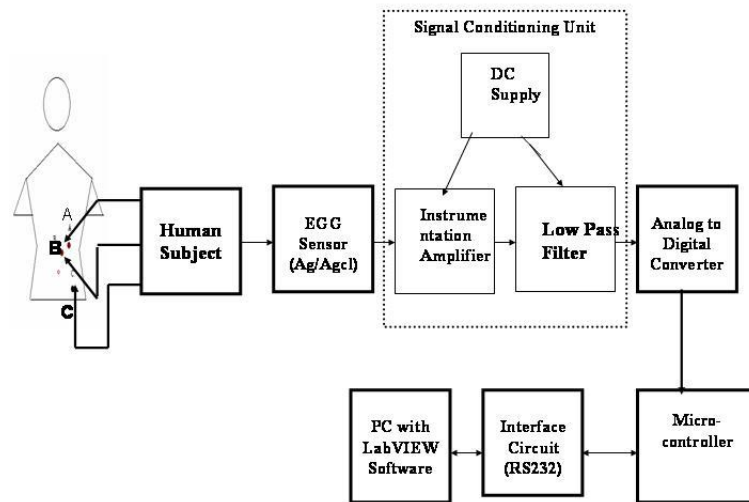 Signal Conditioning Unit
DC
Supply
A
B
C
Human
Subject
EGG
Sensor
(Ag/Agcl)
Instrume
ntation
Amplifier
Low Pass
Filter
Analog to
Digital
Converter
PC with
LabVIEW
Software
Interface
Circuit
(RS232)
Micro-
controller